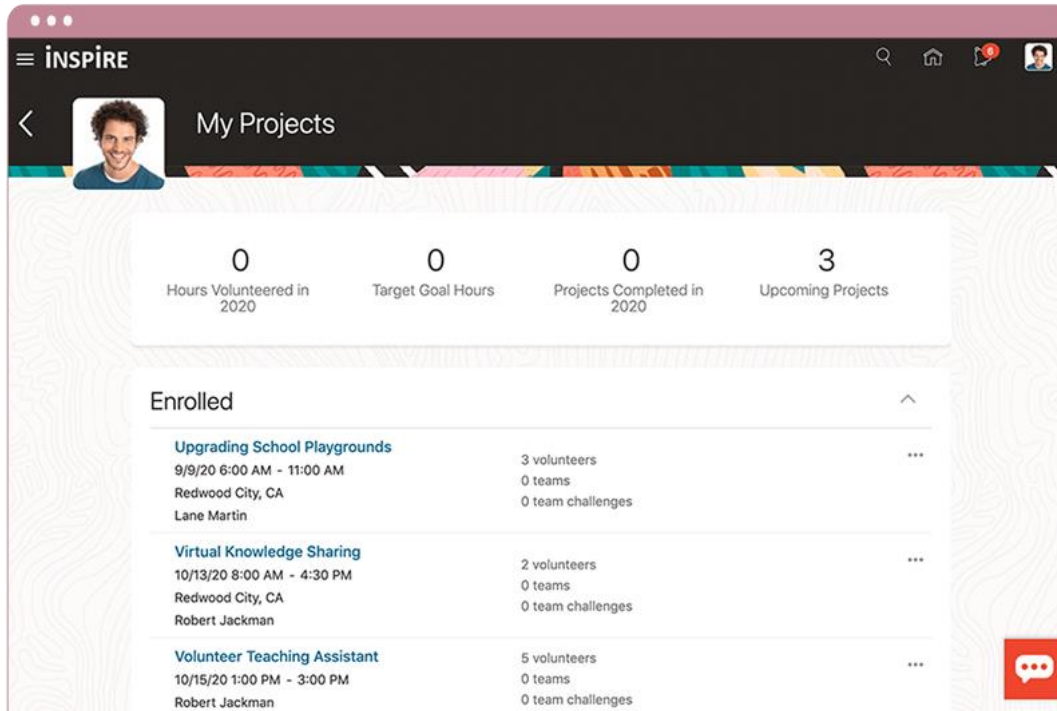 iNSPiRE
6
My Projects
0
Hours Volunteered in
2020
0
Target Goal Hours
0
Projects Completed in
2020
3
Upcoming Projects
Enrolled
Upgrading School Playgrounds
9/9/20 6:00 AM - 11:00 AM
Redwood City, CA
Lane Martin
3 volunteers
0 teams
0 team challenges
Virtual Knowledge Sharing
10/13/20 8:00 AM - 4:30 PM
Redwood City, CA
Robert Jackman
2 volunteers
0 teams
0 team challenges
Volunteer Teaching Assistant
10/15/20 1:00 PM - 3:00 PM
Robert Jackman
5 volunteers
0 teams
0 team challenges